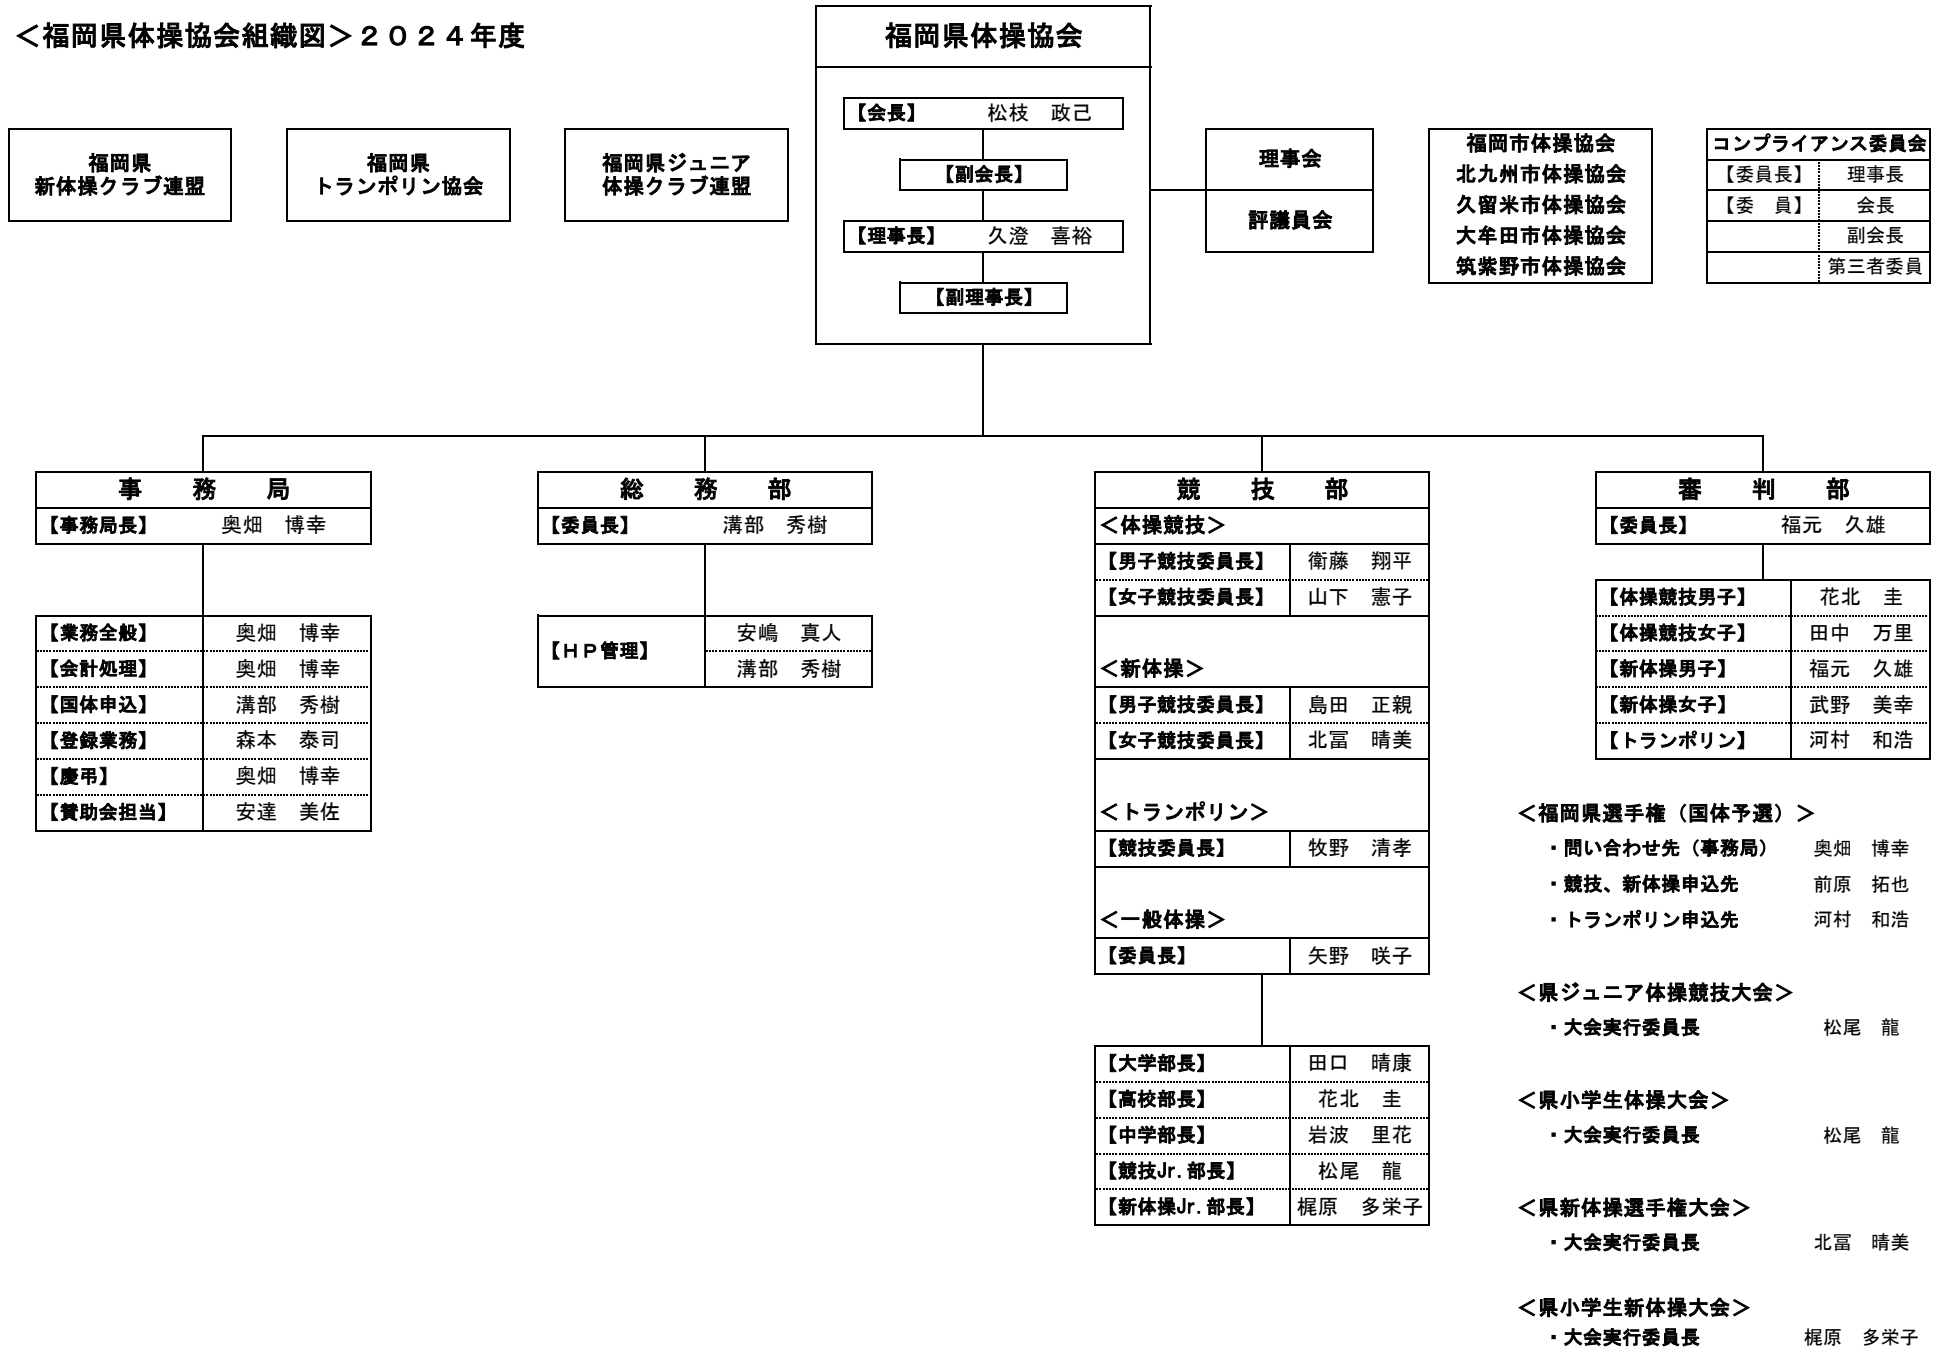 ＜福岡県体操協会組織図＞２０２４年度
福岡県体操協会
【会長】　松枝　政己
【副会長】
【理事長】　久澄　喜裕
【副理事長】
福岡県
新体操クラブ連盟
福岡県
トランポリン協会
福岡県ジュニア
体操クラブ連盟
理事会
評議員会
福岡市体操協会
北九州市体操協会
久留米市体操協会
大牟田市体操協会
筑紫野市体操協会
コンプライアンス委員会
【委員長】　理事長
【委　員】　会長
副会長
第三者委員
事　務　局
【事務局長】　奥畑　博幸
【業務全般】　奥畑　博幸
【会計処理】　奥畑　博幸
【国体申込】　溝部　秀樹
【登録業務】　森本　泰司
【慶弔】　奥畑　博幸
【賛助会担当】　安達　美佐
総　務　部
【委員長】　溝部　秀樹
【ＨＰ管理】　安嶋　真人
溝部　秀樹
競　技　部
＜体操競技＞
【男子競技委員長】　衛藤　翔平
【女子競技委員長】　山下　憲子
＜新体操＞
【男子競技委員長】　島田　正親
【女子競技委員長】　北冨　晴美
＜トランポリン＞
【競技委員長】　牧野　清孝
＜一般体操＞
【委員長】　矢野　咲子
【大学部長】　田口　晴康
【高校部長】　花北　圭
【中学部長】　岩波　里花
【競技Jr.部長】　松尾　龍
【新体操Jr.部長】　梶原　多栄子
審　判　部
【委員長】　福元　久雄
【体操競技男子】　花北　圭
【体操競技女子】　田中　万里
【新体操男子】　福元　久雄
【新体操女子】　武野　美幸
【トランポリン】　河村　和浩
＜福岡県選手権（国体予選）＞
・問い合わせ先（事務局）　奥畑　博幸
・競技、新体操申込先　前原　拓也
・トランポリン申込先　河村　和浩
＜県ジュニア体操競技大会＞
・大会実行委員長　松尾　龍
＜県小学生体操大会＞
・大会実行委員長　松尾　龍
＜県新体操選手権大会＞
・大会実行委員長　北冨　晴美
＜県小学生新体操大会＞
・大会実行委員長　梶原　多栄子